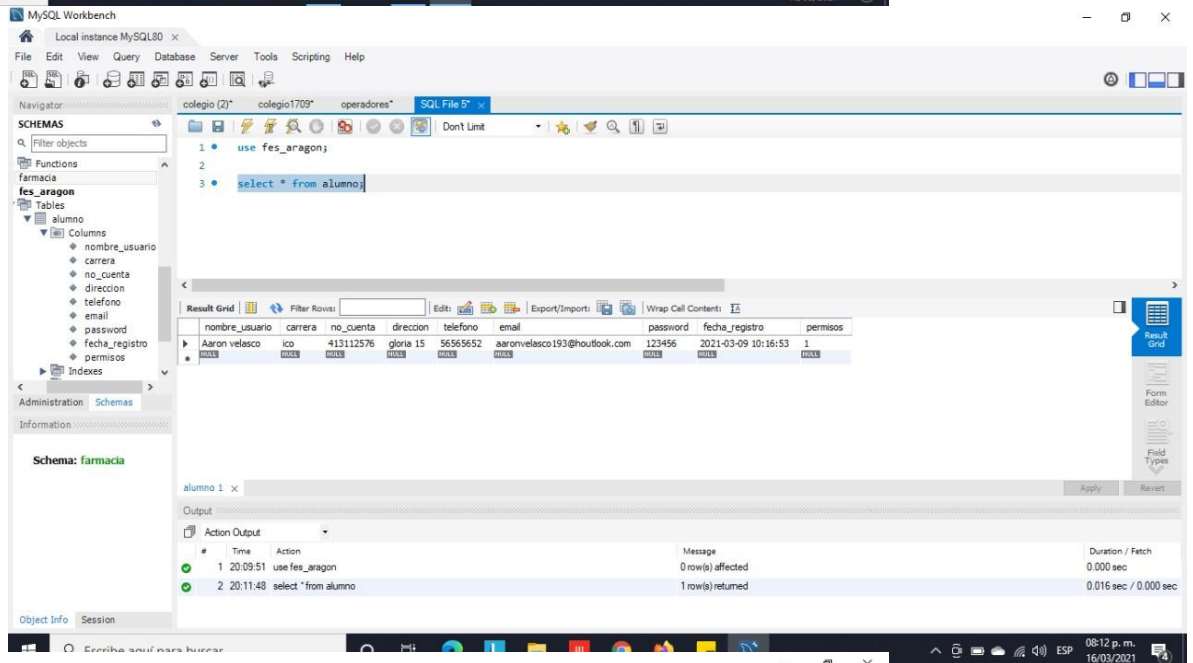 MySQL Workbench
Local instance MySQL80
File Edit View Query Database Server Tools Scripting Help
Navigator
colegio (2)* colegio1709* operadores* SQL File 5*
SCHEMAS
Filter objects
Don't Limit
Functions
farmacia
fes_aragon
Tables
alumno
Columns
nombre_usuario
carrera
no_cuenta
direccion
telefono
email
password
fecha_registro
permisos
Indexes
1 use fes_aragon;
2
3 select * from alumno;
Administration Schemas
Information
Schema: farmacia
Object Info Session
Result Grid Filter Rows: Edit: Export/Import: Wrap Cell Content:
nombre_usuario carrera no_cuenta direccion telefono email password fecha_registro permisos
Aaron velasco ico 413112576 gloria 15 56565652 aaronvelasco193@houtlook.com 123456 2021-03-09 10:16:53 1
NULL NULL NULL NULL NULL NULL NULL NULL NULL
Result Grid
Form Editor
Field Types
alumno 1
Apply Revert
Output
Action Output
# Time Action Message Duration / Fetch
1 20:09:51 use fes_aragon 0 row(s) affected 0.000 sec
2 20:11:48 select * from alumno 1 row(s) returned 0.016 sec / 0.000 sec
Escribe aquí para buscar
ESP
08:12 p. m.
16/03/2021
4